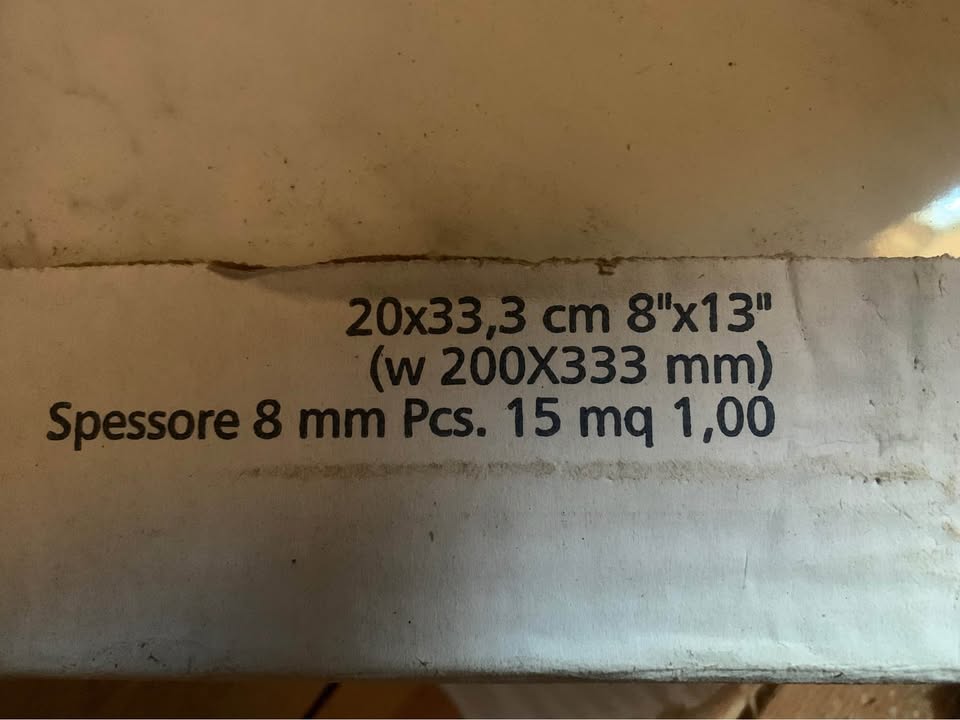 20x33,3 cm 8"x13"
(w 200X333 mm)
Spessore 8 mm Pcs. 15 mq 1,00